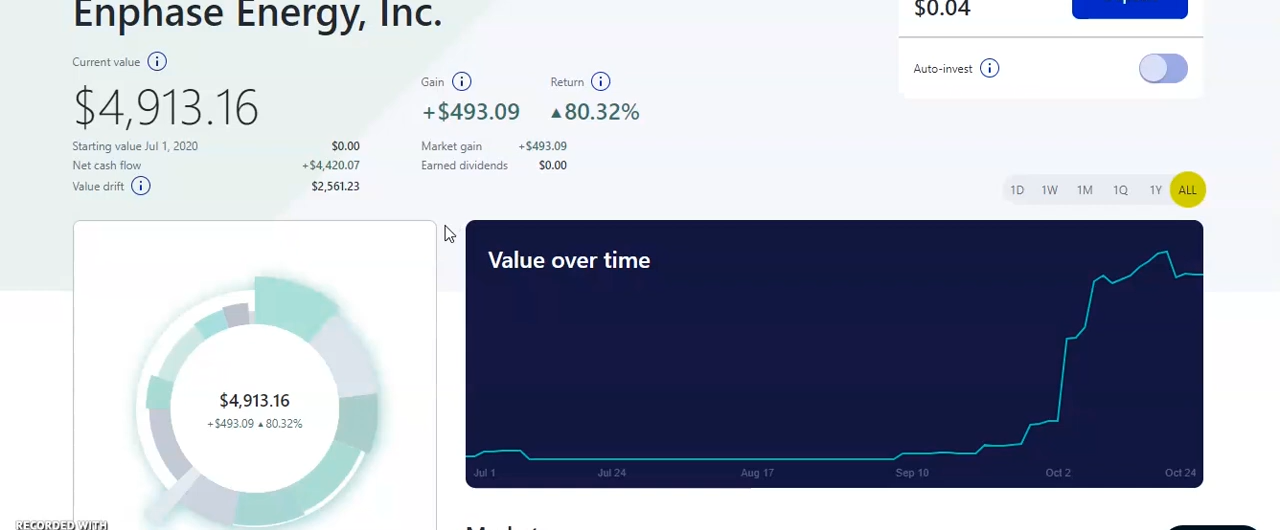 Enphase Energy, Inc.
$0.04
Current value
Auto-invest
Gain
Return
$4,913.16
+$493.09
▲80.32%
Starting value Jul 1, 2020 $0.00
Market gain +$493.09
Net cash flow +$4,420.07
Earned dividends $0.00
Value drift $2,561.23
1D 1W 1M 1Q 1Y ALL
Value over time
$4,913.16
+$493.09 ▲ 80.32%
Jul 1 Jul 24 Aug 17 Sep 10 Oct 2 Oct 24
RECORDED WITH